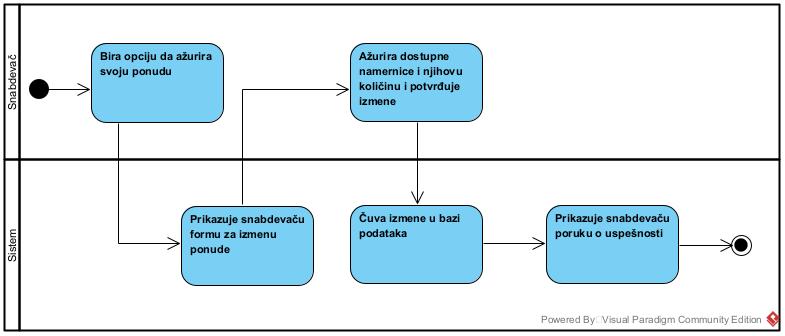 Snabdevač
Bira opciju da ažurira
svoju ponudu
Ažurira dostupne
namernice i njihovu
količinu i potvrđuje
izmene
Sistem
Prikazuje snabdevaču
formu za izmenu
ponude
Čuva izmene u bazi
podataka
Prikazuje snabdevaču
poruku o uspešnosti
Powered By Visual Paradigm Community Edition